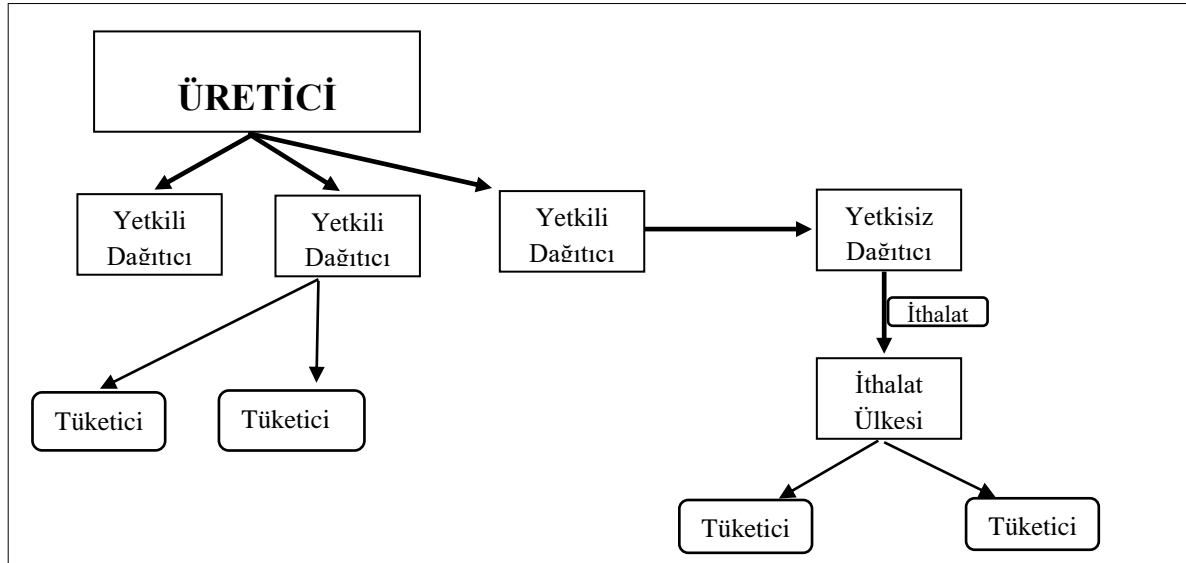 ÜRETİCİ
Yetkili
Dağıtıcı
Yetkili
Dağıtıcı
Yetkili
Dağıtıcı
Yetkisiz
Dağıtıcı
İthalat
İthalat
Ülkesi
Tüketici
Tüketici
Tüketici
Tüketici